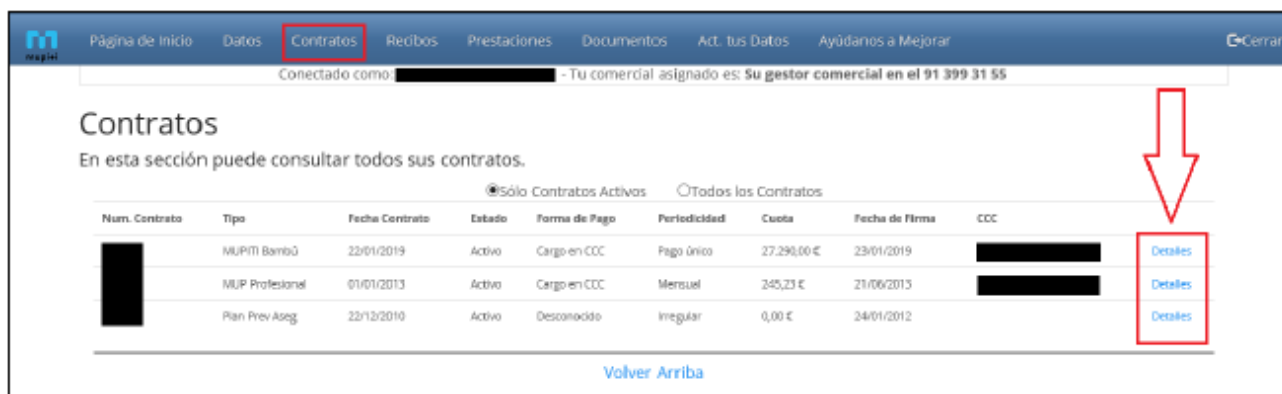 mupiti
Página de Inicio Datos Contratos Recibos Prestaciones Documentos Act. tus Datos Ayúdanos a Mejorar Cerrar
Conectado como: - Tu comercial asignado es: Su gestor comercial en el 91 399 31 55
Contratos
En esta sección puede consultar todos sus contratos.
Sólo Contratos Activos Todos los Contratos
Num. Contrato Tipo Fecha Contrato Estado Forma de Pago Periodicidad Cuota Fecha de Firma CCC
MUPITI Bambú 22/01/2019 Activo Cargo en CCC Pago único 27.290,00 € 23/01/2019 Detalles
MUP Profesional 01/01/2013 Activo Cargo en CCC Mensual 245,23 € 21/06/2013 Detalles
Plan Prev Aseg 22/12/2010 Activo Desconocido Irregular 0,00 € 24/01/2012 Detalles
Volver Arriba